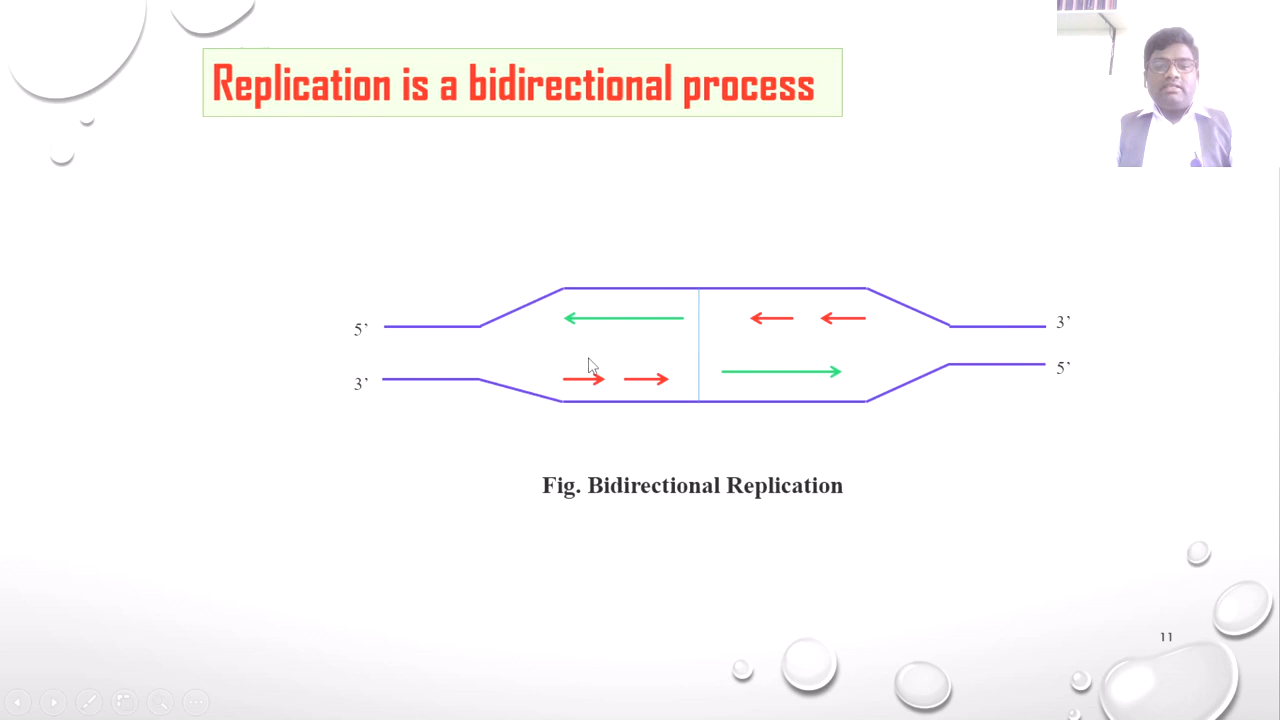 Replication is a bidirectional process
5’
3’
3’
5’
Fig. Bidirectional Replication
11